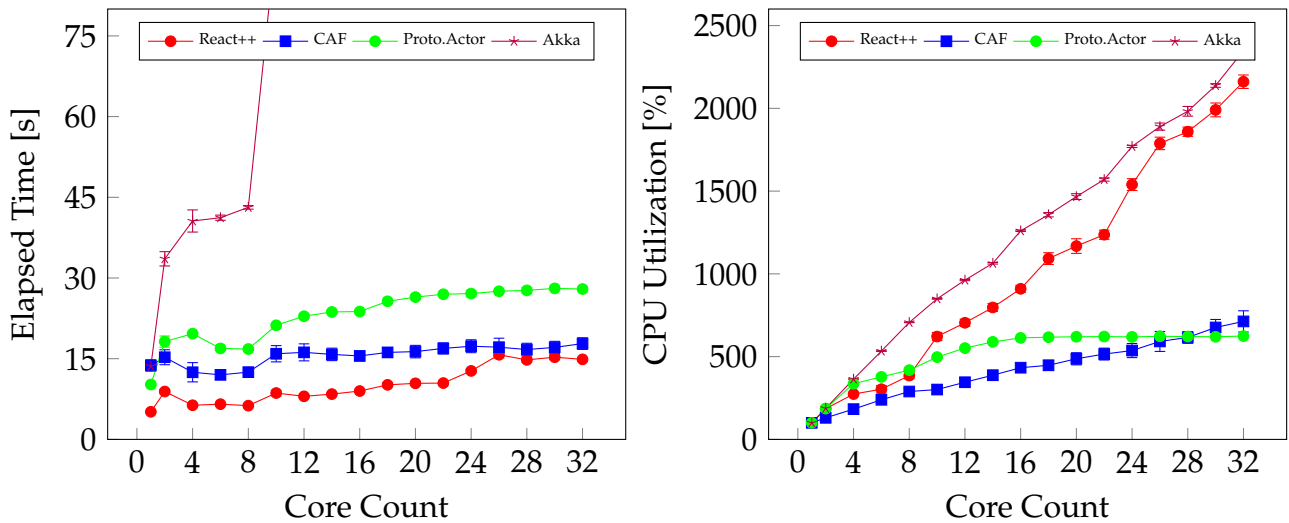 75
60
45
30
15
0
Elapsed Time [s]
React++ CAF Proto.Actor Akka
0 4 8 12 16 20 24 28 32
Core Count
2500
2000
1500
1000
500
0
CPU Utilization [%]
React++ CAF Proto.Actor Akka
0 4 8 12 16 20 24 28 32
Core Count